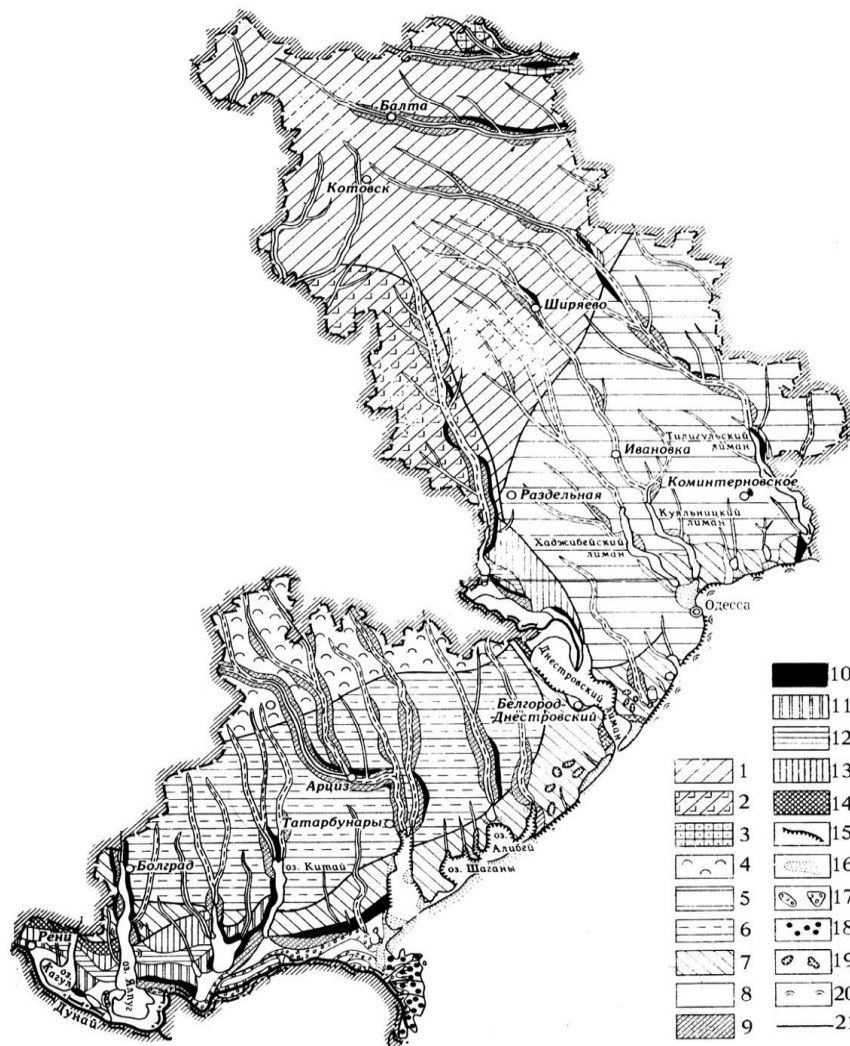 Балта
Котовск
Ширяево
Тилигульский
лиман
Ивановка
Коминтерновское
Раздельная
Куяльницкий
лиман
Хаджибейский
лиман
Одесса
Днестровский лиман
Белгород-
Днестровский
Арциз
Татарбунары
оз.
Алибей
оз. Китай
оз. Шаганы
Болград
Рени
оз.
Кагул
оз. Ялпуг
Дунай
1
2
3
4
5
6
7
8
9
10
11
12
13
14
15
16
17
18
19
20